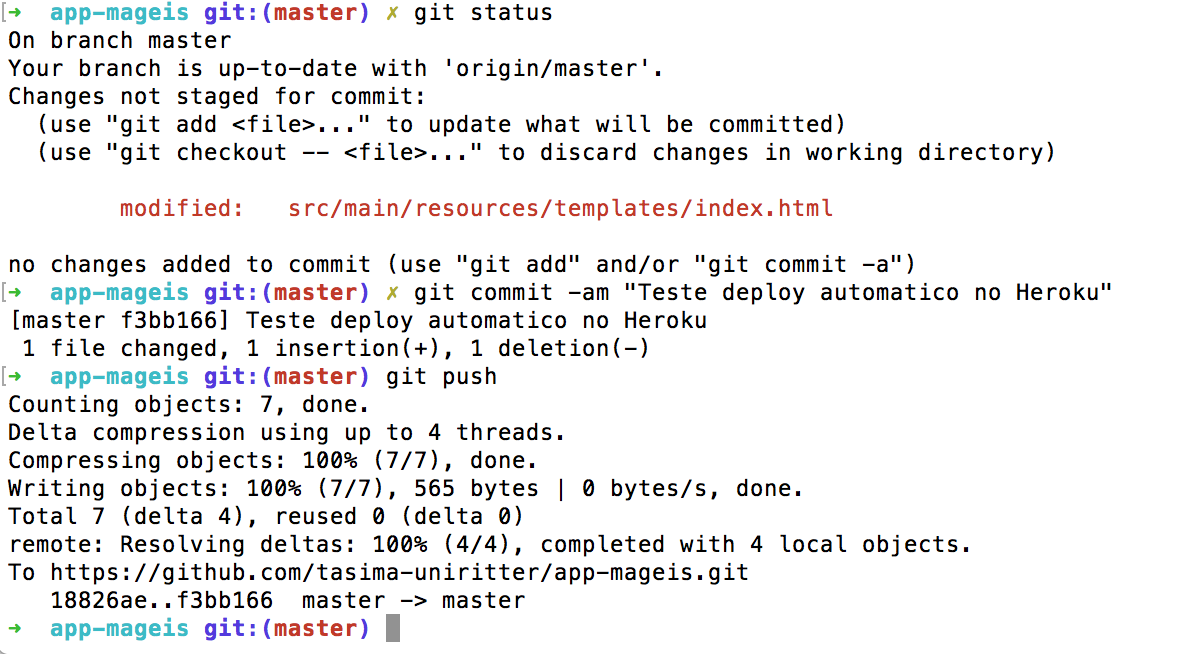 [➜  app-mageis git:(master) ✗ git status
On branch master
Your branch is up-to-date with 'origin/master'.
Changes not staged for commit:
  (use "git add <file>..." to update what will be committed)
  (use "git checkout -- <file>..." to discard changes in working directory)
        modified:   src/main/resources/templates/index.html
no changes added to commit (use "git add" and/or "git commit -a")
[➜  app-mageis git:(master) ✗ git commit -am "Teste deploy automatico no Heroku"
[master f3bb166] Teste deploy automatico no Heroku
 1 file changed, 1 insertion(+), 1 deletion(-)
[➜  app-mageis git:(master) git push
Counting objects: 7, done.
Delta compression using up to 4 threads.
Compressing objects: 100% (7/7), done.
Writing objects: 100% (7/7), 565 bytes | 0 bytes/s, done.
Total 7 (delta 4), reused 0 (delta 0)
remote: Resolving deltas: 100% (4/4), completed with 4 local objects.
To https://github.com/tasima-uniritter/app-mageis.git
   18826ae..f3bb166  master -> master
➜  app-mageis git:(master)